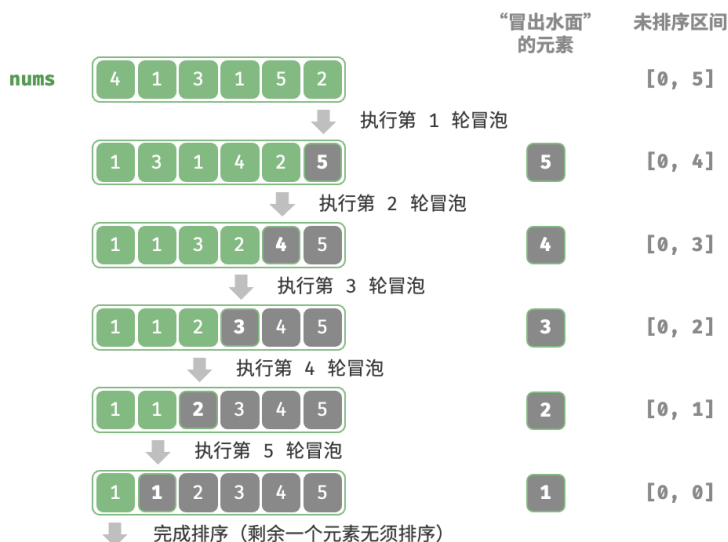 “冒出水面” 未排序区间
的元素
nums 4 1 3 1 5 2 [0, 5]
执行第 1 轮冒泡
1 3 1 4 2 5 5 [0, 4]
执行第 2 轮冒泡
1 1 3 2 4 5 4 [0, 3]
执行第 3 轮冒泡
1 1 2 3 4 5 3 [0, 2]
执行第 4 轮冒泡
1 1 2 3 4 5 2 [0, 1]
执行第 5 轮冒泡
1 1 2 3 4 5 1 [0, 0]
完成排序（剩余一个元素无须排序）